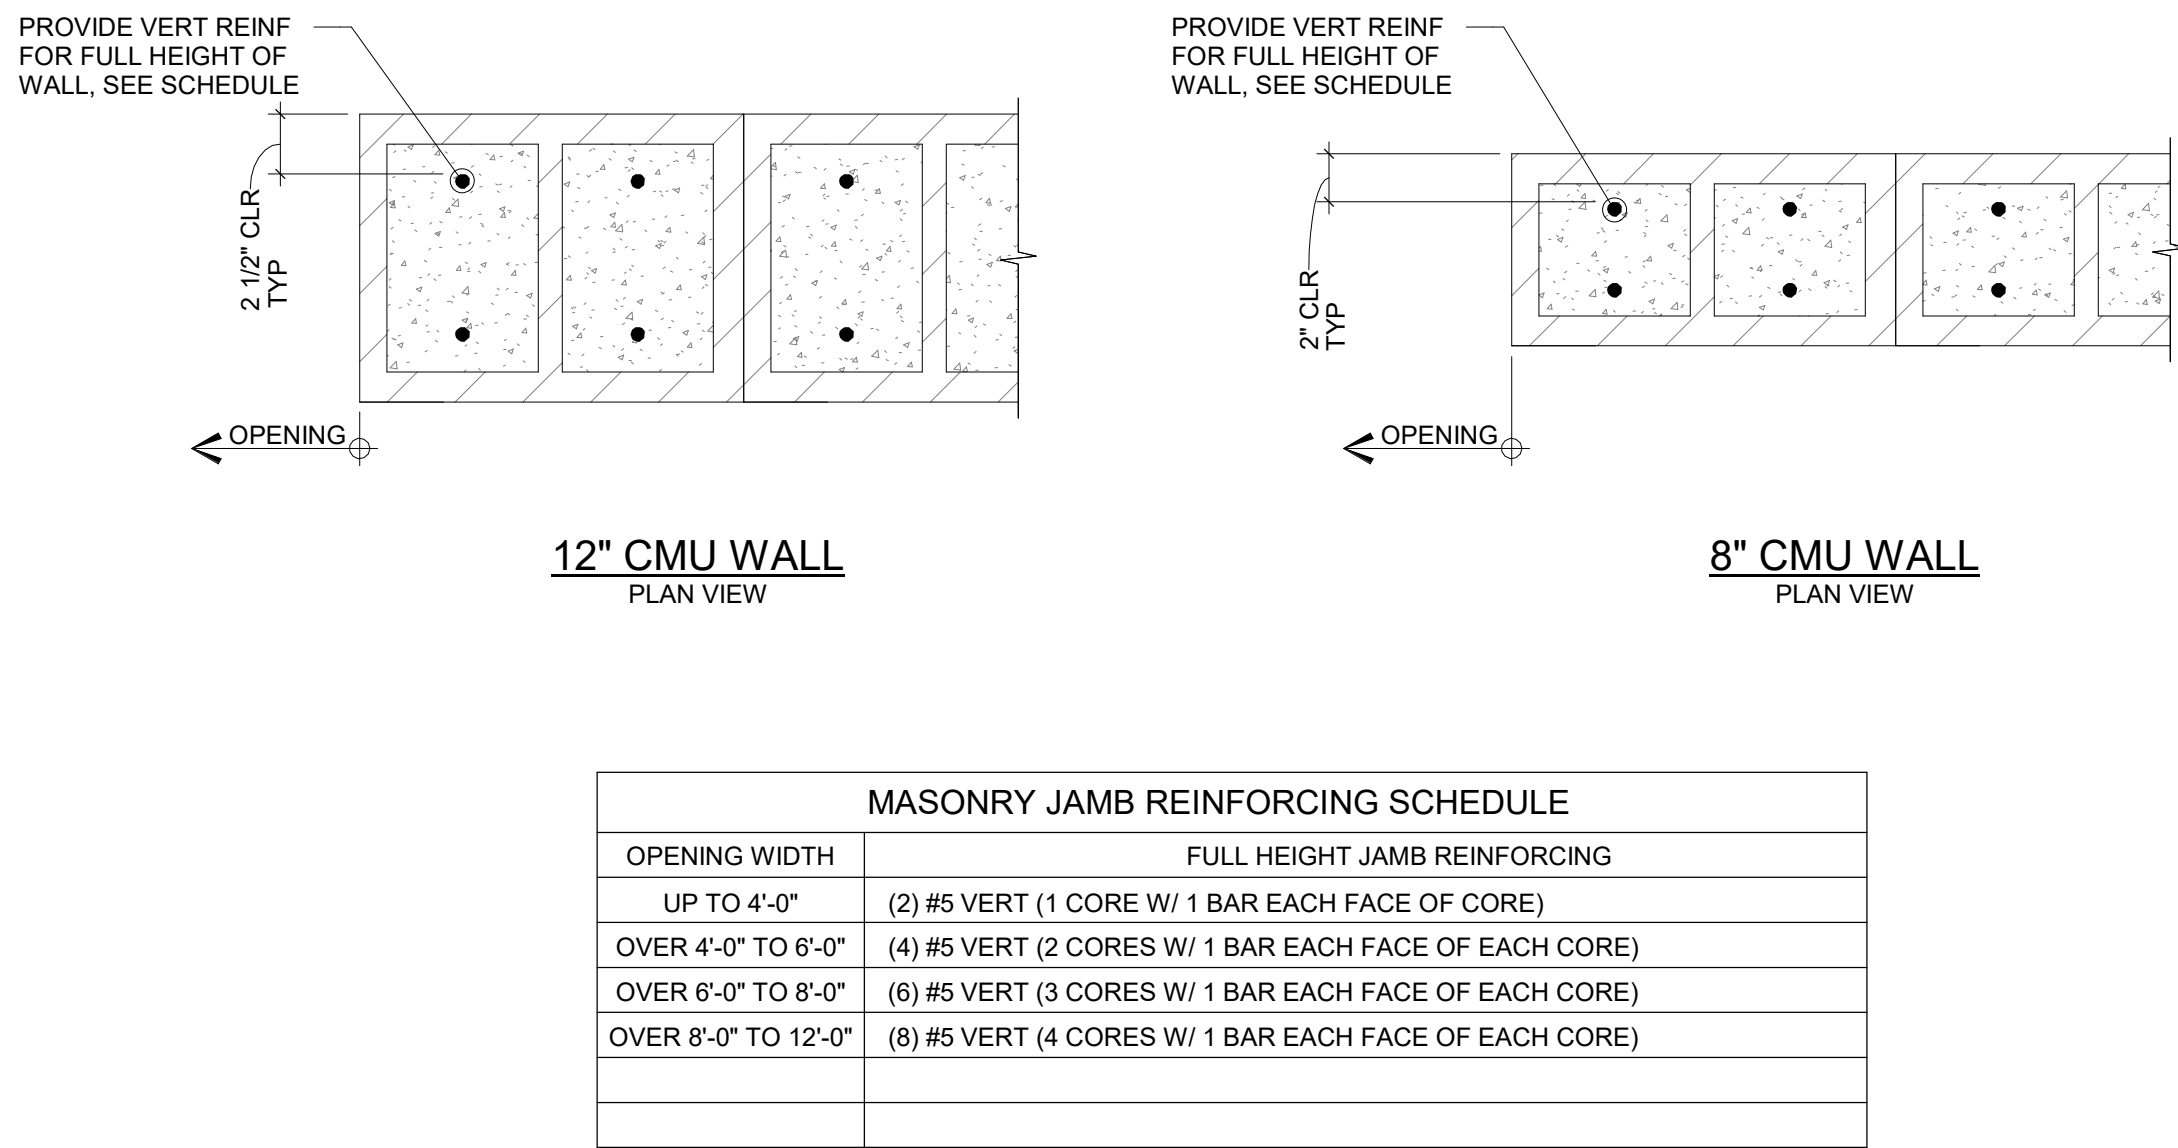 PROVIDE VERT REINF
FOR FULL HEIGHT OF
WALL, SEE SCHEDULE
2 1/2" CLR
TYP
OPENING
12" CMU WALL
PLAN VIEW
PROVIDE VERT REINF
FOR FULL HEIGHT OF
WALL, SEE SCHEDULE
2" CLR
TYP
OPENING
8" CMU WALL
PLAN VIEW
MASONRY JAMB REINFORCING SCHEDULE
OPENING WIDTH FULL HEIGHT JAMB REINFORCING
UP TO 4'-0" (2) #5 VERT (1 CORE W/ 1 BAR EACH FACE OF CORE)
OVER 4'-0" TO 6'-0" (4) #5 VERT (2 CORES W/ 1 BAR EACH FACE OF EACH CORE)
OVER 6'-0" TO 8'-0" (6) #5 VERT (3 CORES W/ 1 BAR EACH FACE OF EACH CORE)
OVER 8'-0" TO 12'-0" (8) #5 VERT (4 CORES W/ 1 BAR EACH FACE OF EACH CORE)